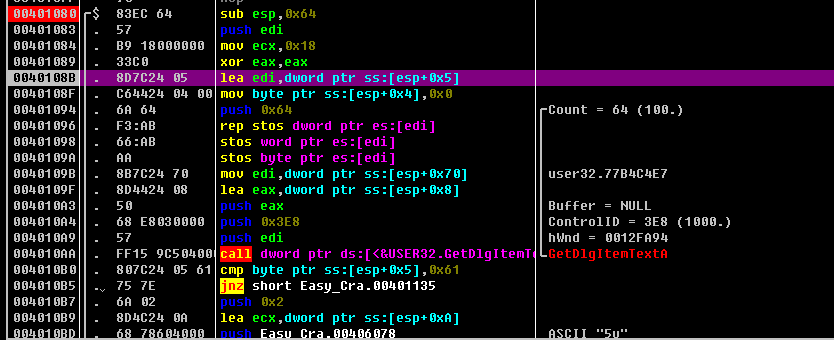 00401080 $ 83EC 64 sub esp,0x64
00401083 . 57 push edi
00401084 . B9 18000000 mov ecx,0x18
00401089 . 33C0 xor eax,eax
0040108B . 8D7C24 05 lea edi,dword ptr ss:[esp+0x5]
0040108F . C64424 04 00 mov byte ptr ss:[esp+0x4],0x0
00401094 . 6A 64 push 0x64 Count = 64 (100.)
00401096 . F3:AB rep stos dword ptr es:[edi]
00401098 . 66:AB stos word ptr es:[edi]
0040109A . AA stos byte ptr es:[edi]
0040109B . 8B7C24 70 mov edi,dword ptr ss:[esp+0x70] user32.77B4C4E7
0040109F . 8D4424 08 lea eax,dword ptr ss:[esp+0x8]
004010A3 . 50 push eax Buffer = NULL
004010A4 . 68 E8030000 push 0x3E8 ControlID = 3E8 (1000.)
004010A9 . 57 push edi hWnd = 0012FA94
004010AA . FF15 9C504000 call dword ptr ds:[<&USER32.GetDlgItemTex GetDlgItemTextA
004010B0 . 807C24 05 61 cmp byte ptr ss:[esp+0x5],0x61
004010B5 . 75 7E jnz short Easy_Cra.00401135
004010B7 . 6A 02 push 0x2
004010B9 . 8D4C24 0A lea ecx,dword ptr ss:[esp+0xA]
004010BD . 68 78604000 push Easy_Cra.00406078 ASCII "5y"